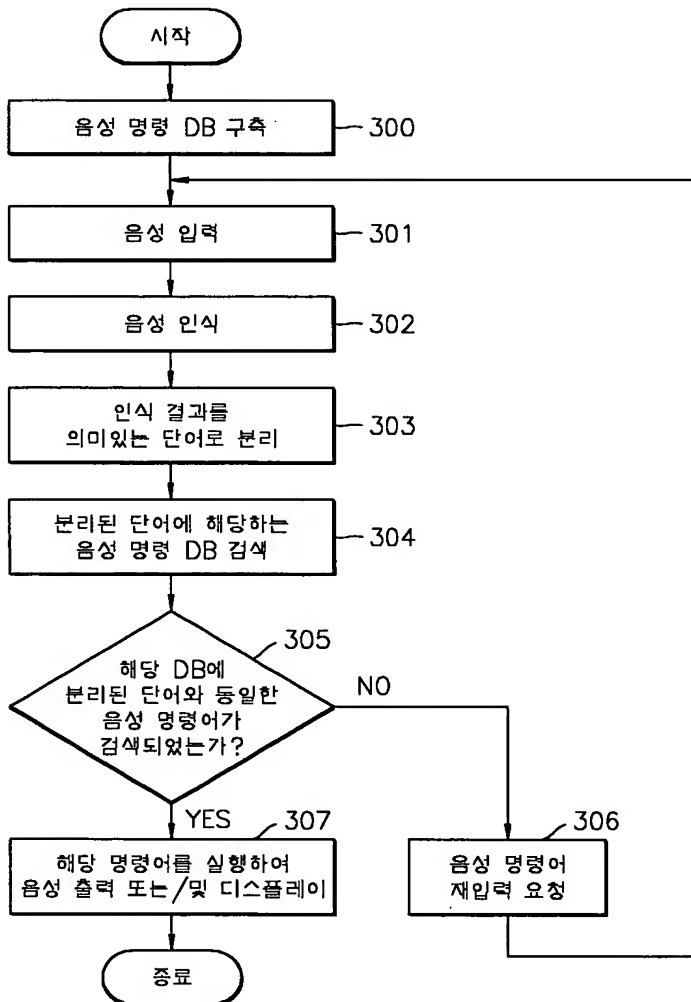 시작
음성 명령 DB 구축
300
음성 입력
301
음성 인식
302
인식 결과를
의미있는 단어로 분리
303
분리된 단어에 해당하는
음성 명령 DB 검색
304
305
해당 DB에
분리된 단어와 동일한
음성 명령어가
검색되었는가?
NO
YES
307
해당 명령어를 실행하여
음성 출력 또는/및 디스플레이
306
음성 명령어
재입력 요청
종료